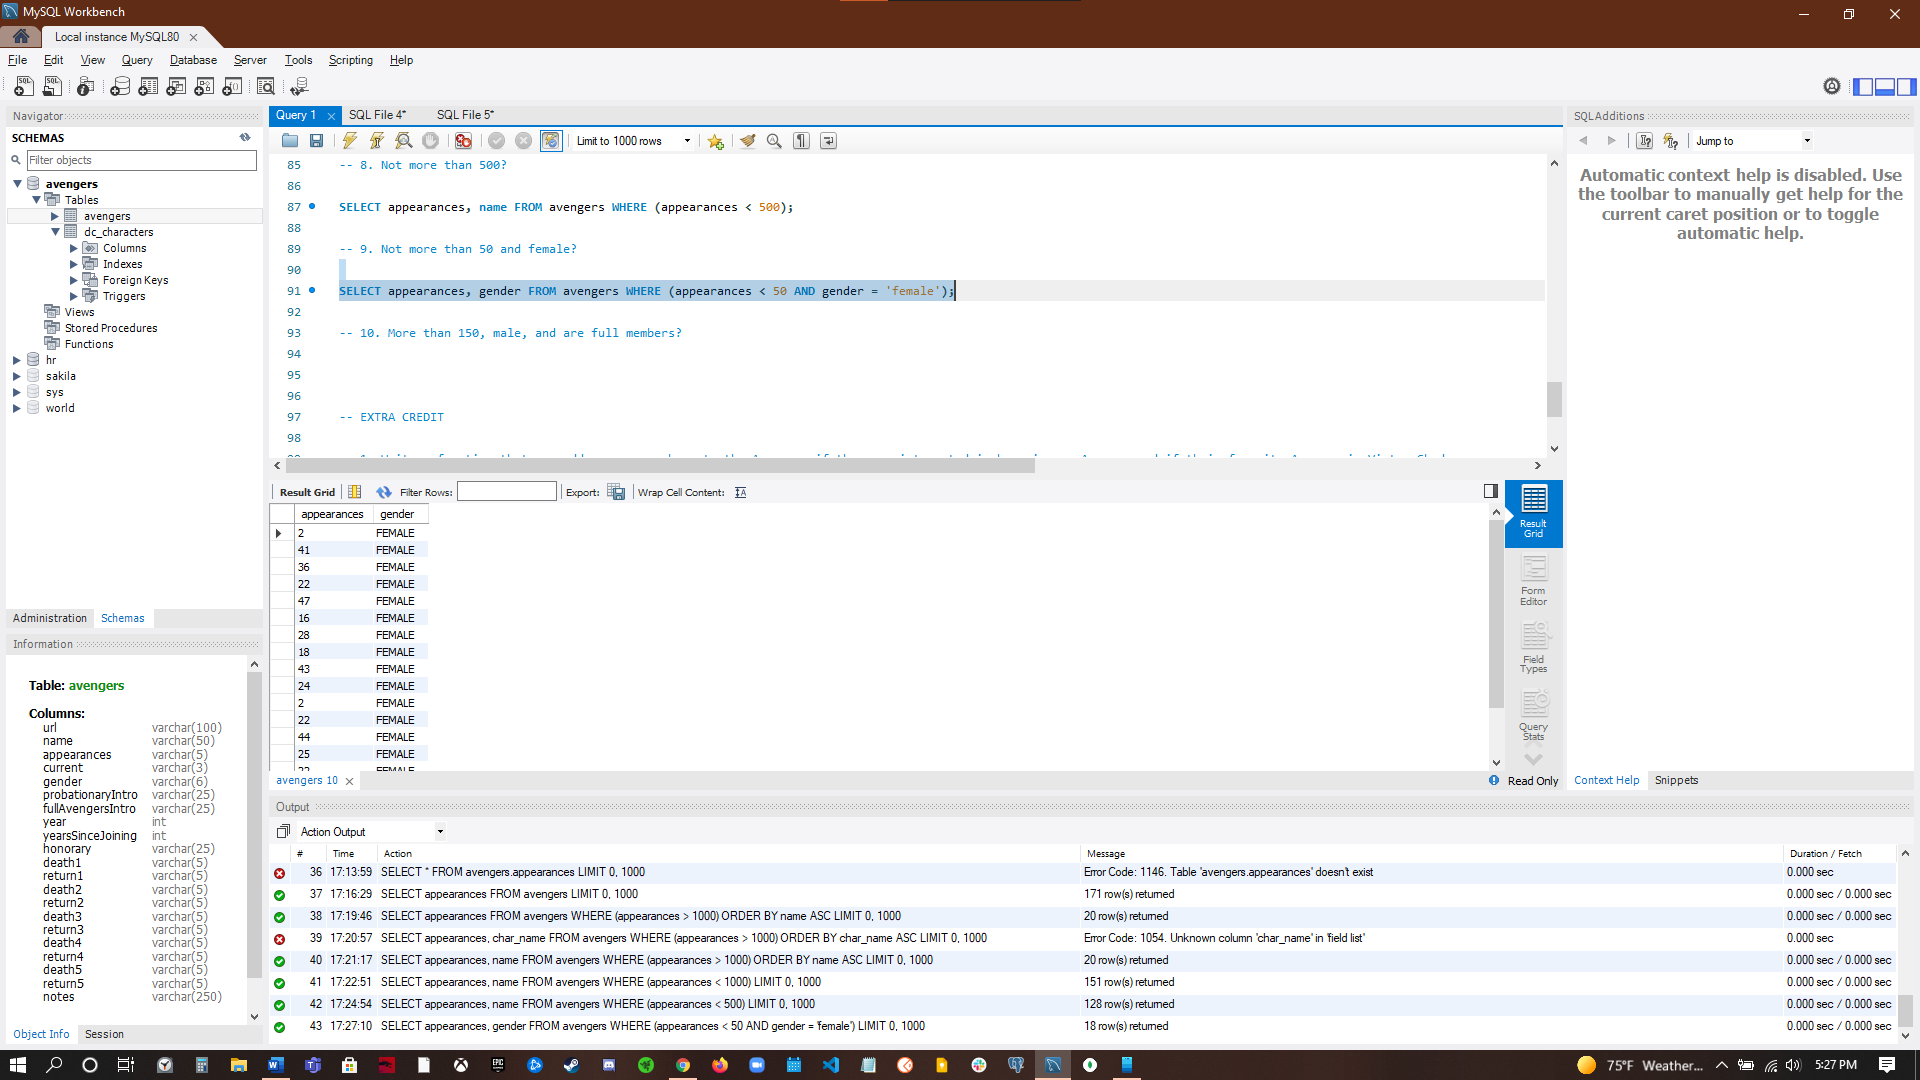 MySQL Workbench
Local instance MySQL80
File Edit View Query Database Server Tools Scripting Help
Navigator
SCHEMAS
Filter objects
avengers
Tables
avengers
dc_characters
Columns
Indexes
Foreign Keys
Triggers
Views
Stored Procedures
Functions
hr
sakila
sys
world
Administration Schemas
Information
Table: avengers
Columns:
url varchar(100)
name varchar(50)
appearances varchar(5)
current varchar(3)
gender varchar(6)
probationaryIntro varchar(25)
fullAvengersIntro varchar(25)
year int
yearsSinceJoining int
honorary varchar(25)
death1 varchar(5)
return1 varchar(5)
death2 varchar(5)
return2 varchar(5)
death3 varchar(5)
return3 varchar(5)
death4 varchar(5)
return4 varchar(5)
death5 varchar(5)
return5 varchar(5)
notes varchar(250)
Object Info Session
Query 1 SQL File 4* SQL File 5*
Limit to 1000 rows
85 -- 8. Not more than 500?
86
87 SELECT appearances, name FROM avengers WHERE (appearances < 500);
88
89 -- 9. Not more than 50 and female?
90
91 SELECT appearances, gender FROM avengers WHERE (appearances < 50 AND gender = 'female');
92
93 -- 10. More than 150, male, and are full members?
94
95
96
97 -- EXTRA CREDIT
98
Result Grid Filter Rows: Export: Wrap Cell Content:
appearances gender
2 FEMALE
41 FEMALE
36 FEMALE
22 FEMALE
47 FEMALE
16 FEMALE
28 FEMALE
18 FEMALE
43 FEMALE
24 FEMALE
2 FEMALE
22 FEMALE
44 FEMALE
25 FEMALE
Result Grid
Form Editor
Field Types
Query Stats
avengers 10
Read Only
SQLAdditions
Jump to
Automatic context help is disabled. Use
the toolbar to manually get help for the
current caret position or to toggle
automatic help.
Context Help Snippets
Output
Action Output
# Time Action Message Duration / Fetch
36 17:13:59 SELECT * FROM avengers.appearances LIMIT 0, 1000 Error Code: 1146. Table 'avengers.appearances' doesn't exist 0.000 sec
37 17:16:29 SELECT appearances FROM avengers LIMIT 0, 1000 171 row(s) returned 0.000 sec / 0.000 sec
38 17:19:46 SELECT appearances FROM avengers WHERE (appearances > 1000) ORDER BY name ASC LIMIT 0, 1000 20 row(s) returned 0.000 sec / 0.000 sec
39 17:20:57 SELECT appearances, char_name FROM avengers WHERE (appearances > 1000) ORDER BY char_name ASC LIMIT 0, 1000 Error Code: 1054. Unknown column 'char_name' in 'field list' 0.000 sec
40 17:21:17 SELECT appearances, name FROM avengers WHERE (appearances > 1000) ORDER BY name ASC LIMIT 0, 1000 20 row(s) returned 0.000 sec / 0.000 sec
41 17:22:51 SELECT appearances, name FROM avengers WHERE (appearances < 1000) LIMIT 0, 1000 151 row(s) returned 0.000 sec / 0.000 sec
42 17:24:54 SELECT appearances, name FROM avengers WHERE (appearances < 500) LIMIT 0, 1000 128 row(s) returned 0.000 sec / 0.000 sec
43 17:27:10 SELECT appearances, gender FROM avengers WHERE (appearances < 50 AND gender = 'female') LIMIT 0, 1000 18 row(s) returned 0.000 sec / 0.000 sec
75°F Weather... 5:27 PM